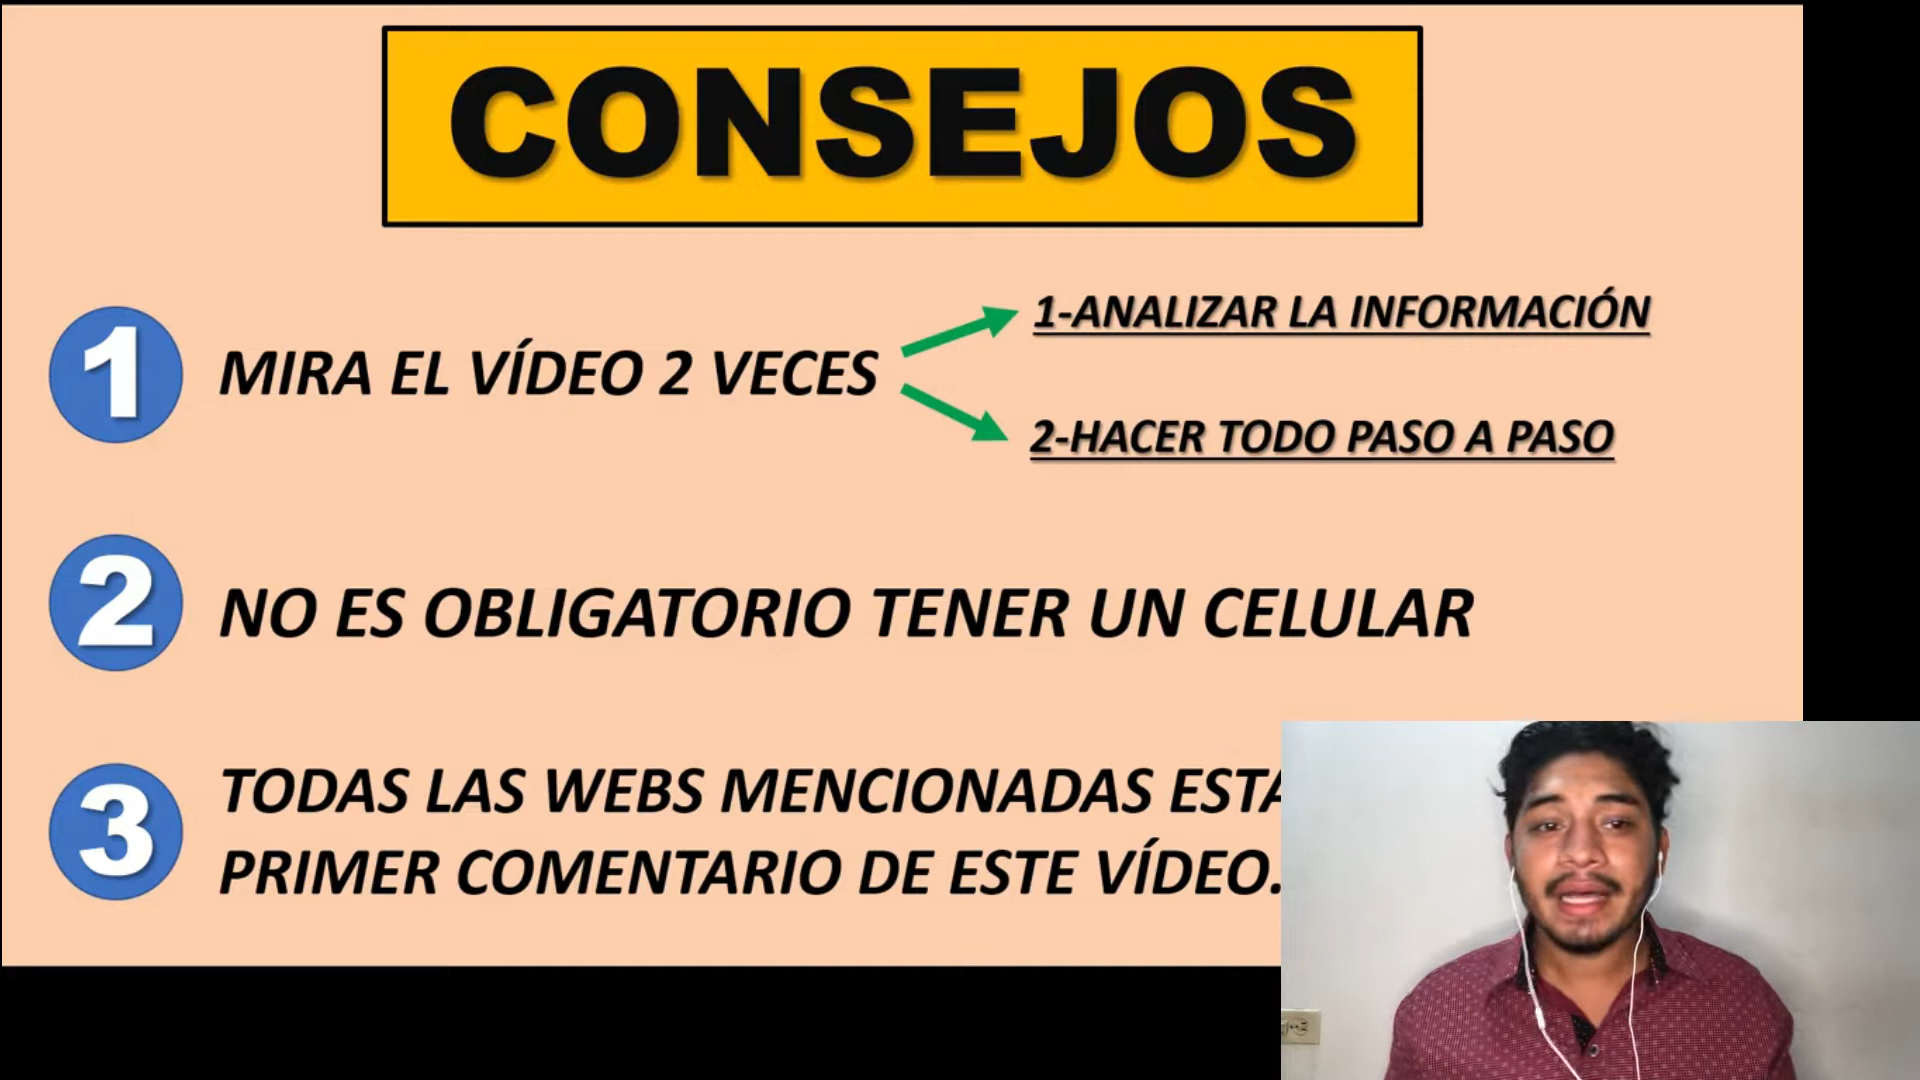 CONSEJOS
1
MIRA EL VÍDEO 2 VECES
1-ANALIZAR LA INFORMACIÓN
2-HACER TODO PASO A PASO
2
NO ES OBLIGATORIO TENER UN CELULAR
3
TODAS LAS WEBS MENCIONADAS
PRIMER COMENTARIO DE ESTE VÍDEO.